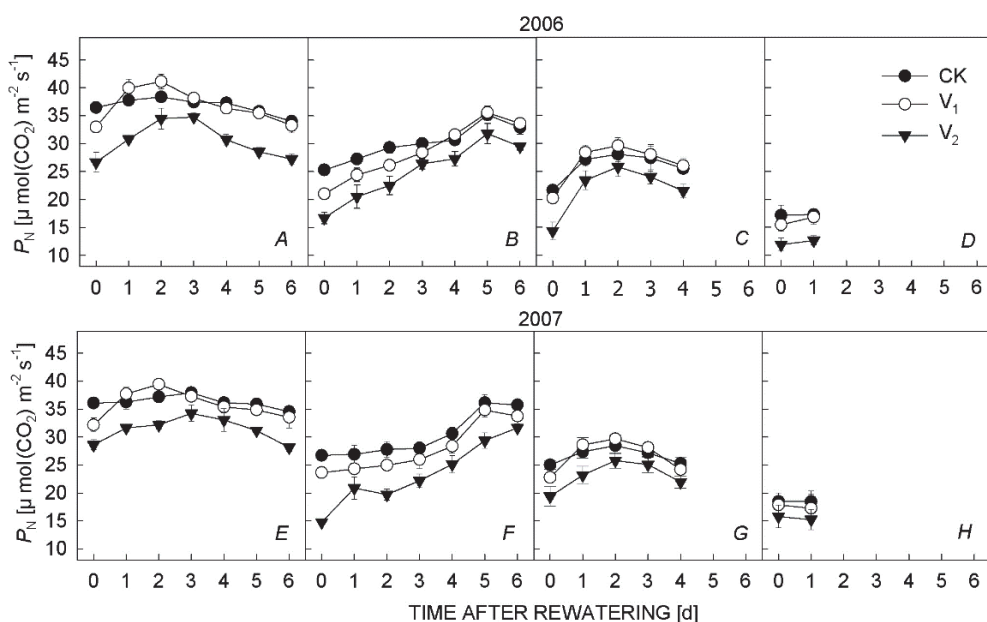 2006
45
40
35
30
25
20
15
10
P_N [µ mol(CO₂) m⁻² s⁻¹]
A
B
C
D
CK
V₁
V₂
0 1 2 3 4 5 6 0 1 2 3 4 5 6 0 1 2 3 4 5 6 0 1 2 3 4 5 6
2007
45
40
35
30
25
20
15
10
P_N [µ mol(CO₂) m⁻² s⁻¹]
E
F
G
H
0 1 2 3 4 5 6 0 1 2 3 4 5 6 0 1 2 3 4 5 6 0 1 2 3 4 5 6
TIME AFTER REWATERING [d]